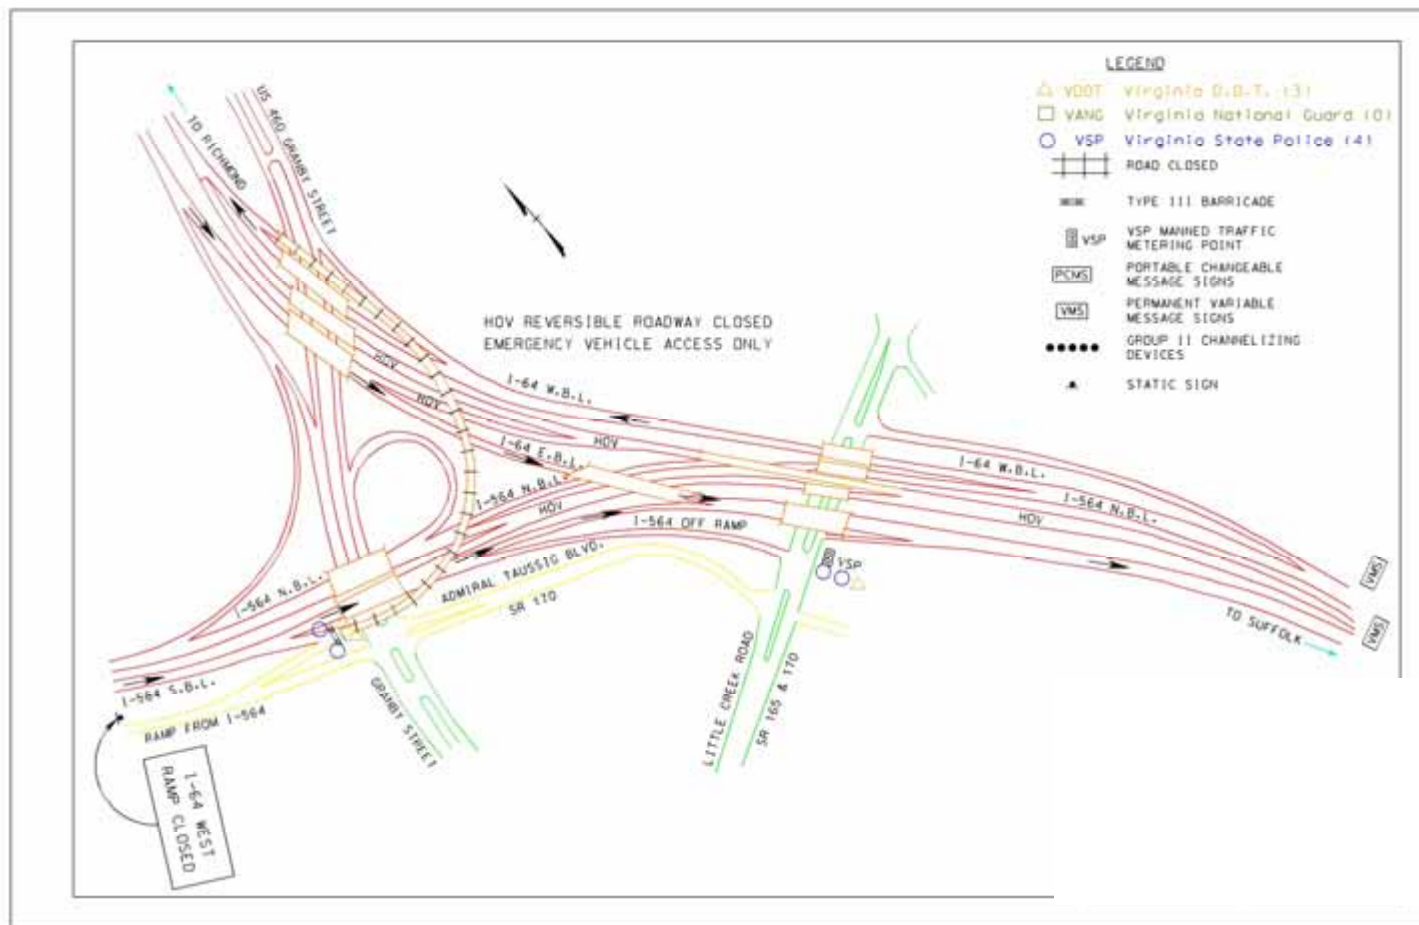 LEGEND
VDOT Virginia D.O.T. (3)
VANG Virginia National Guard (0)
VSP Virginia State Police (4)
ROAD CLOSED
TYPE III BARRICADE
VSP
VSP MANNED TRAFFIC
METERING POINT
PCMS
PORTABLE CHANGEABLE
MESSAGE SIGNS
VMS
PERMANENT VARIABLE
MESSAGE SIGNS
GROUP II CHANNELIZING
DEVICES
STATIC SIGN
TO RICHMOND
US 460 GRANBY STREET
HOV REVERSIBLE ROADWAY CLOSED
EMERGENCY VEHICLE ACCESS ONLY
HOV
HOV
I-64 W.B.L.
HOV
I-64 E.B.L.
I-564 N.B.L.
HOV
I-564 OFF RAMP
I-64 W.B.L.
I-564 N.B.L.
HOV
VMS
VMS
TO SUFFOLK
VSP
ADMIRAL TAUSSIG BLVD.
SR 170
I-564 N.B.L.
I-564 S.B.L.
RAMP FROM I-564
GRANBY STREET
LITTLE CREEK ROAD
SR 165 & 170
I-64 WEST
RAMP CLOSED